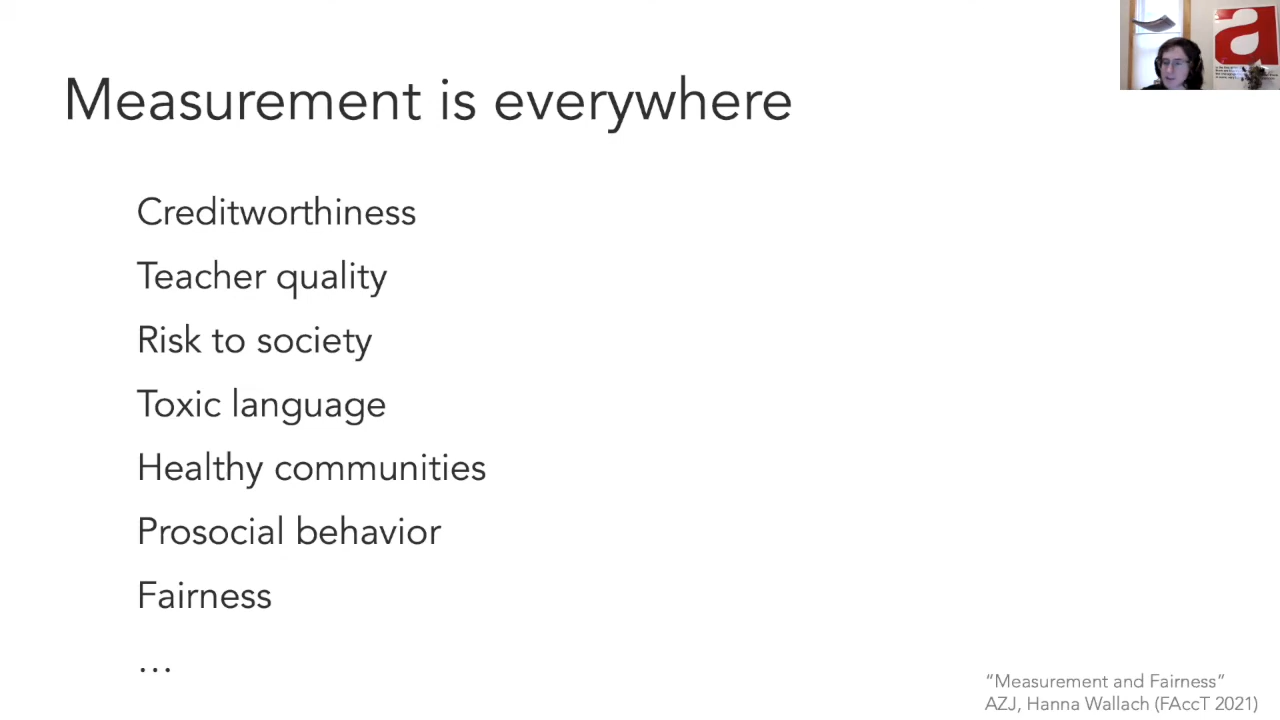 Measurement is everywhere
Creditworthiness
Teacher quality
Risk to society
Toxic language
Healthy communities
Prosocial behavior
Fairness
…
“Measurement and Fairness”
AZJ, Hanna Wallach (FAccT 2021)
a